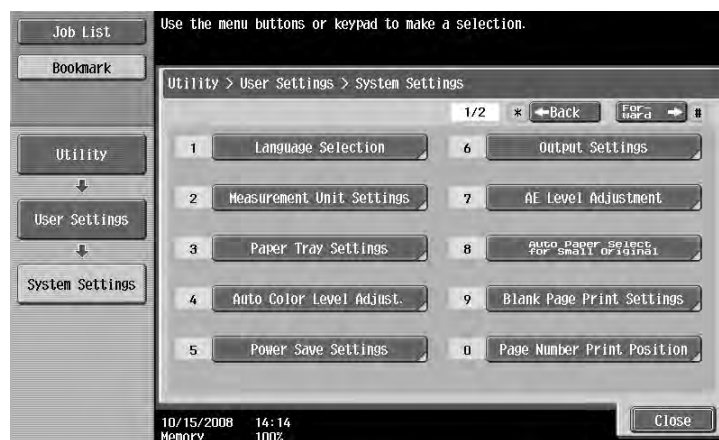 Job List
Use the menu buttons or keypad to make a selection.
Bookmark
Utility > User Settings > System Settings
1/2 * ←Back For-ward → #
Utility
User Settings
System Settings
1 Language Selection
6 Output Settings
2 Measurement Unit Settings
7 AE Level Adjustment
3 Paper Tray Settings
8 Auto Paper Select
for Small Original
4 Auto Color Level Adjust.
9 Blank Page Print Settings
5 Power Save Settings
0 Page Number Print Position
10/15/2008 14:14
Memory 100%
Close